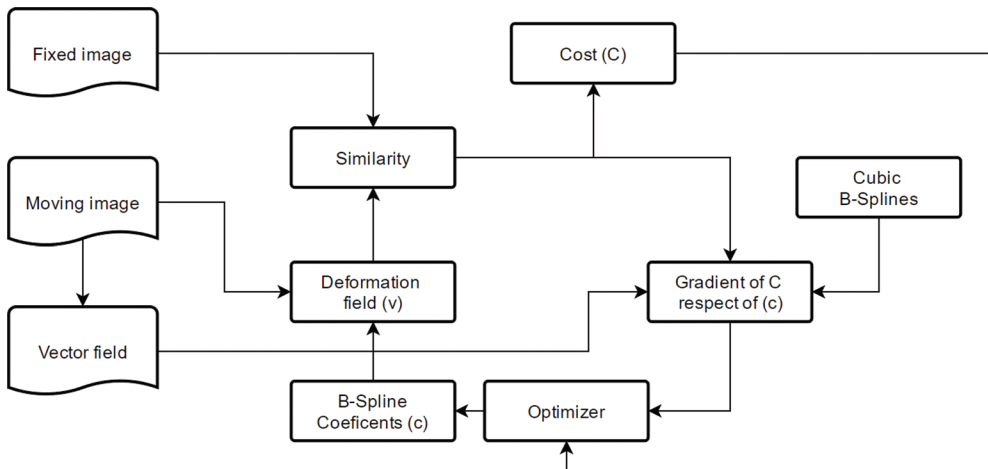 Fixed image
Cost (C)
Similarity
Moving image
Cubic
B-Splines
Deformation
field (v)
Gradient of C
respect of (c)
Vector field
B-Spline
Coeficents (c)
Optimizer